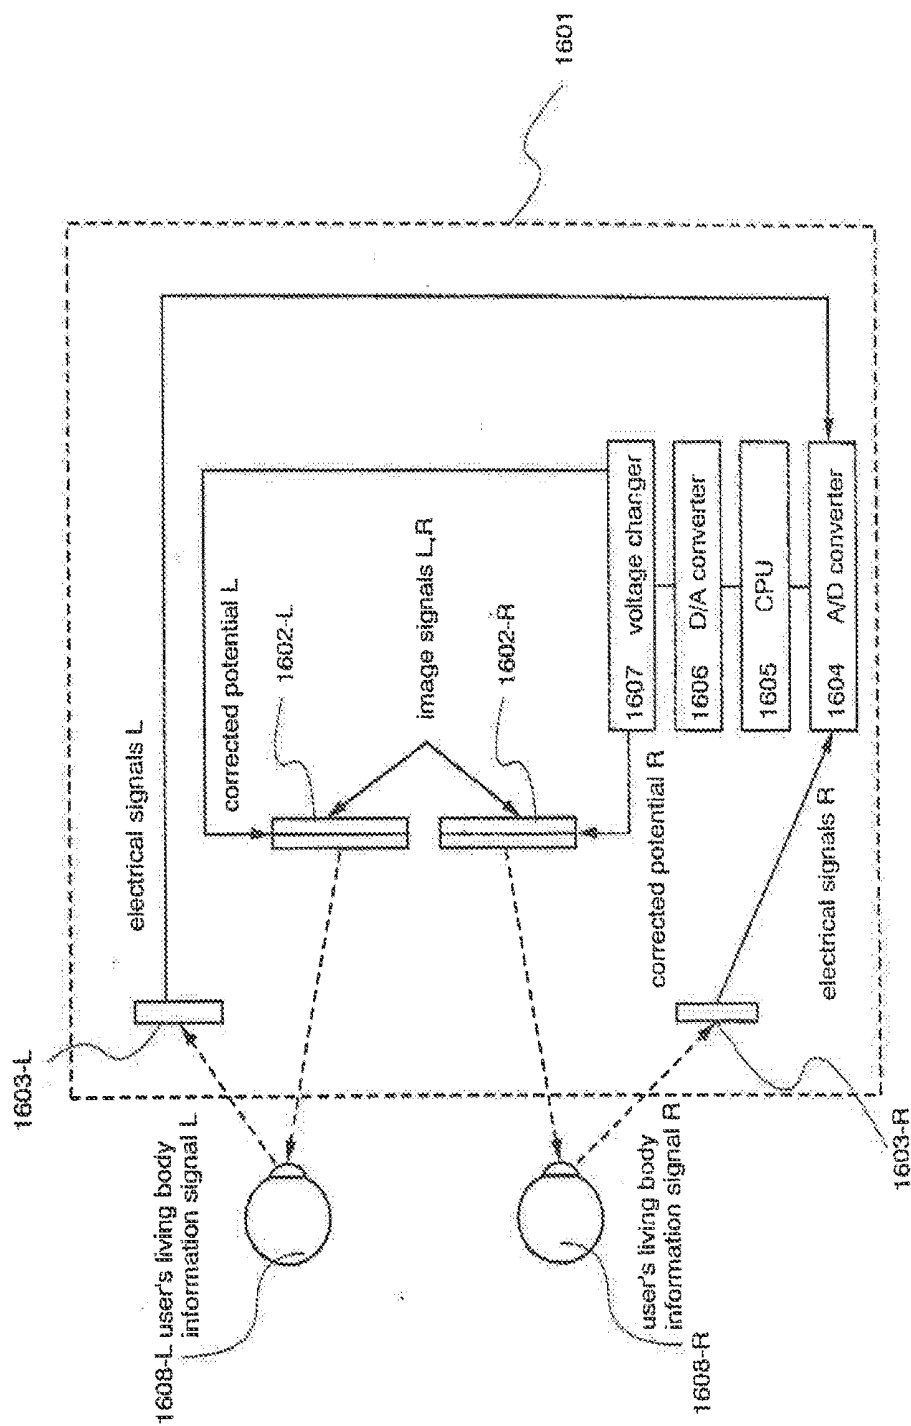 1601
electrical signals L
corrected potential L
1602-L
image signals L,R
1602-R
1607 voltage changer
1606 D/A converter
1605 CPU
1604 A/D converter
corrected potential R
electrical signals R
1603-L
1603-R
user's living body
information signal L
1608-L
user's living body
information signal R
1608-R